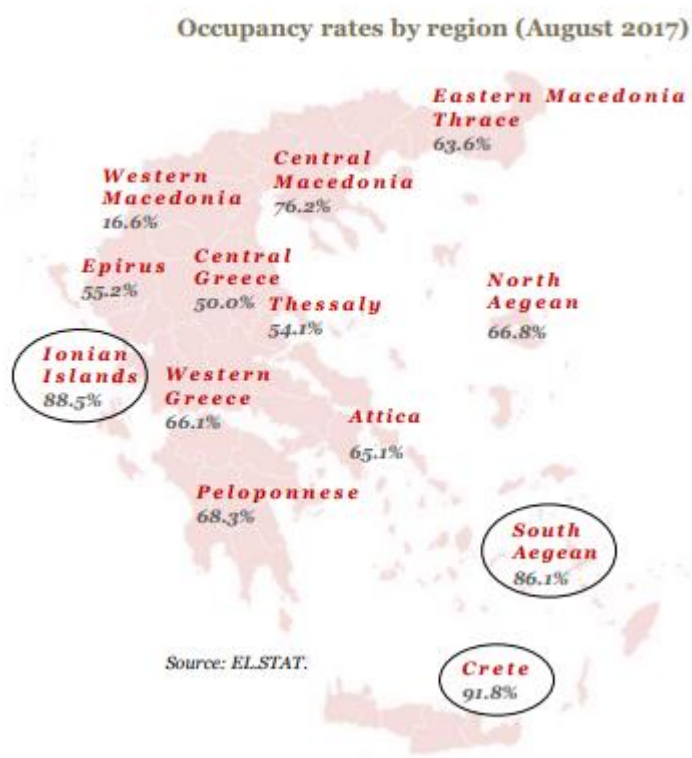 Occupancy rates by region (August 2017)
Eastern Macedonia
Thrace
63.6%
Central
Macedonia
76.2%
Western
Macedonia
16.6%
Epirus
55.2%
Central
Greece
50.0%
Thessaly
54.1%
North
Aegean
66.8%
Ionian
Islands
88.5%
Western
Greece
66.1%
Attica
65.1%
Peloponnese
68.3%
South
Aegean
86.1%
Source: EL.STAT.
Crete
91.8%